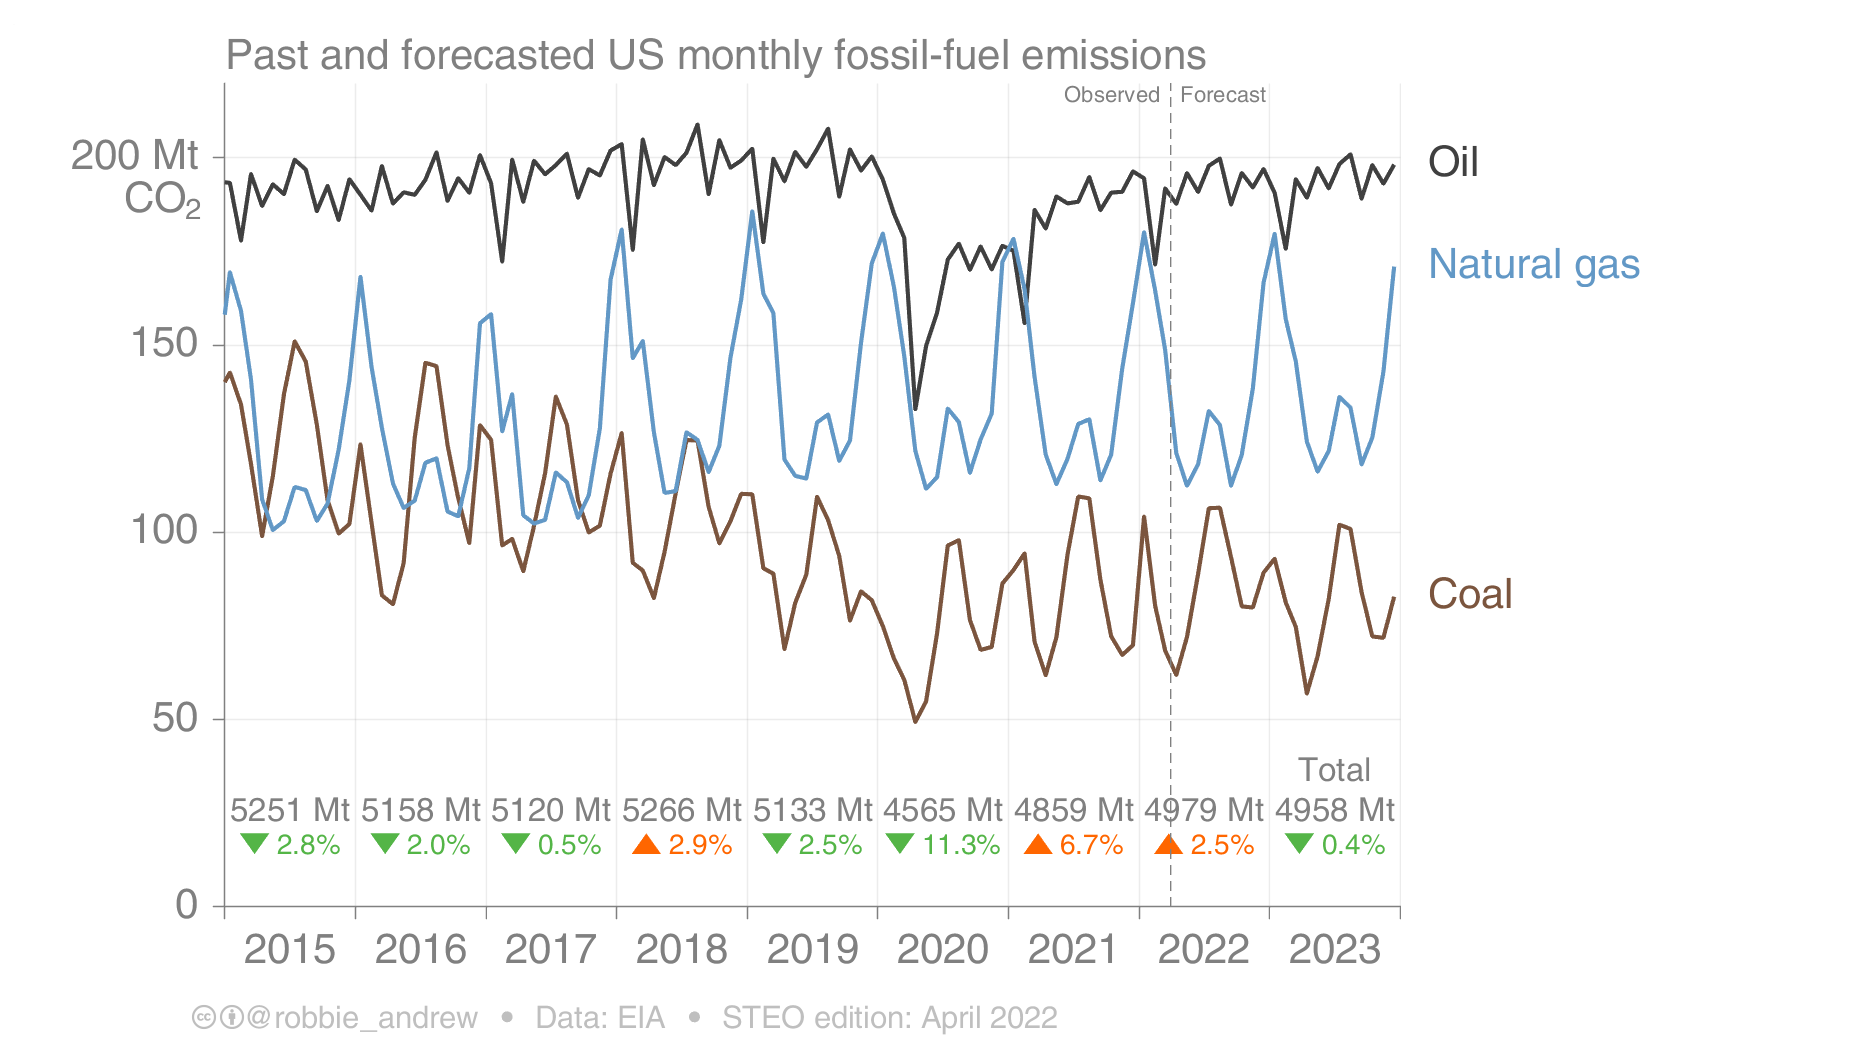 Past and forecasted US monthly fossil-fuel emissions
Observed Forecast
200 Mt
CO₂
150
100
50
0
Oil
Natural gas
Coal
Total
5251 Mt 5158 Mt 5120 Mt 5266 Mt 5133 Mt 4565 Mt 4859 Mt 4979 Mt 4958 Mt
▼ 2.8% ▼ 2.0% ▼ 0.5% ▲ 2.9% ▼ 2.5% ▼ 11.3% ▲ 6.7% ▲ 2.5% ▼ 0.4%
2015 2016 2017 2018 2019 2020 2021 2022 2023
cc @robbie_andrew • Data: EIA • STEO edition: April 2022